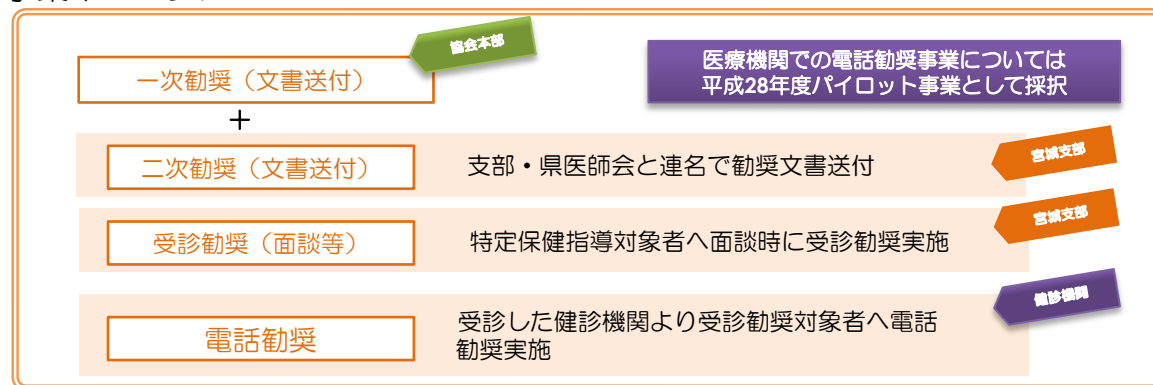 協会本部
一次勧奨（文書送付）
医療機関での電話勧奨事業については
平成28年度パイロット事業として採択
＋
二次勧奨（文書送付）
支部・県医師会と連名で勧奨文書送付
宮城支部
受診勧奨（面談等）
特定保健指導対象者へ面談時に受診勧奨実施
宮城支部
電話勧奨
受診した健診機関より受診勧奨対象者へ電話
勧奨実施
健診機関